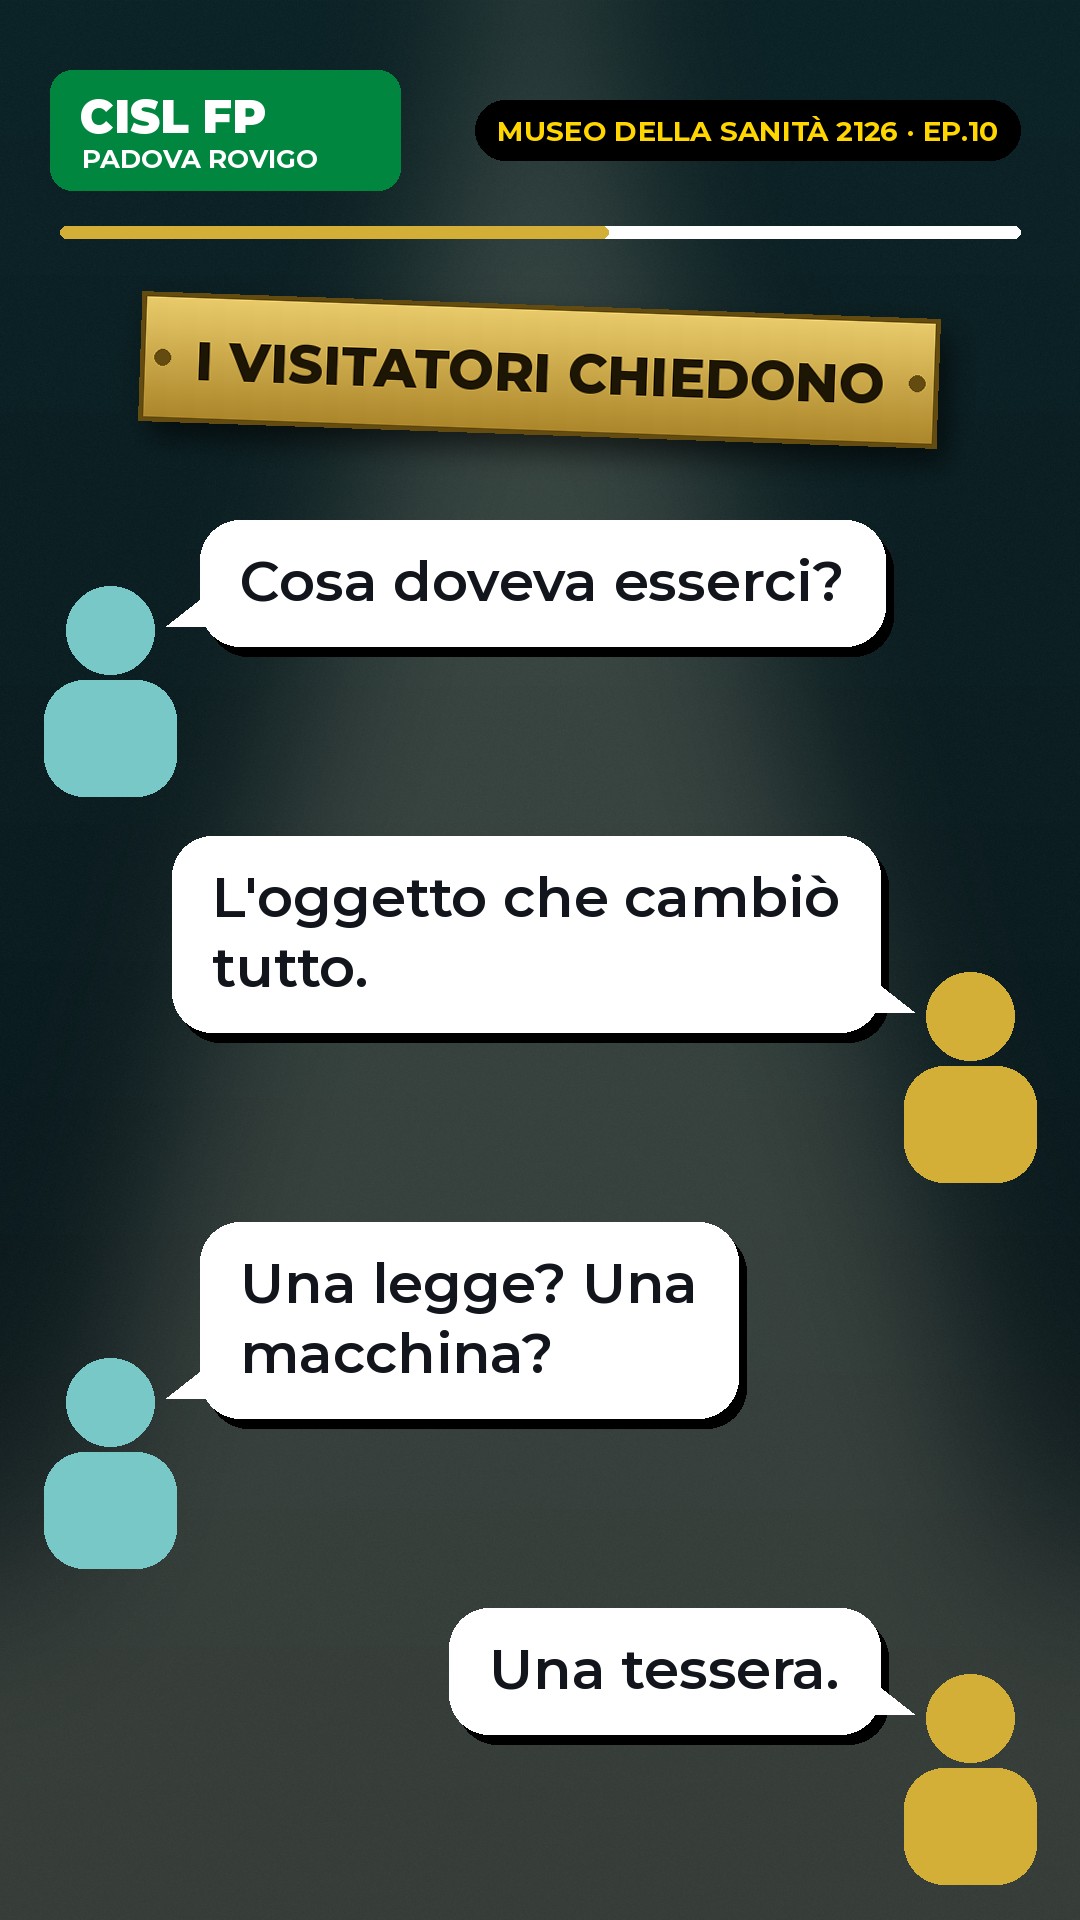 CISL FP
PADOVA ROVIGO
MUSEO DELLA SANITÀ 2126 · EP.10
I VISITATORI CHIEDONO
Cosa doveva esserci?
L'oggetto che cambiò
tutto.
Una legge? Una
macchina?
Una tessera.